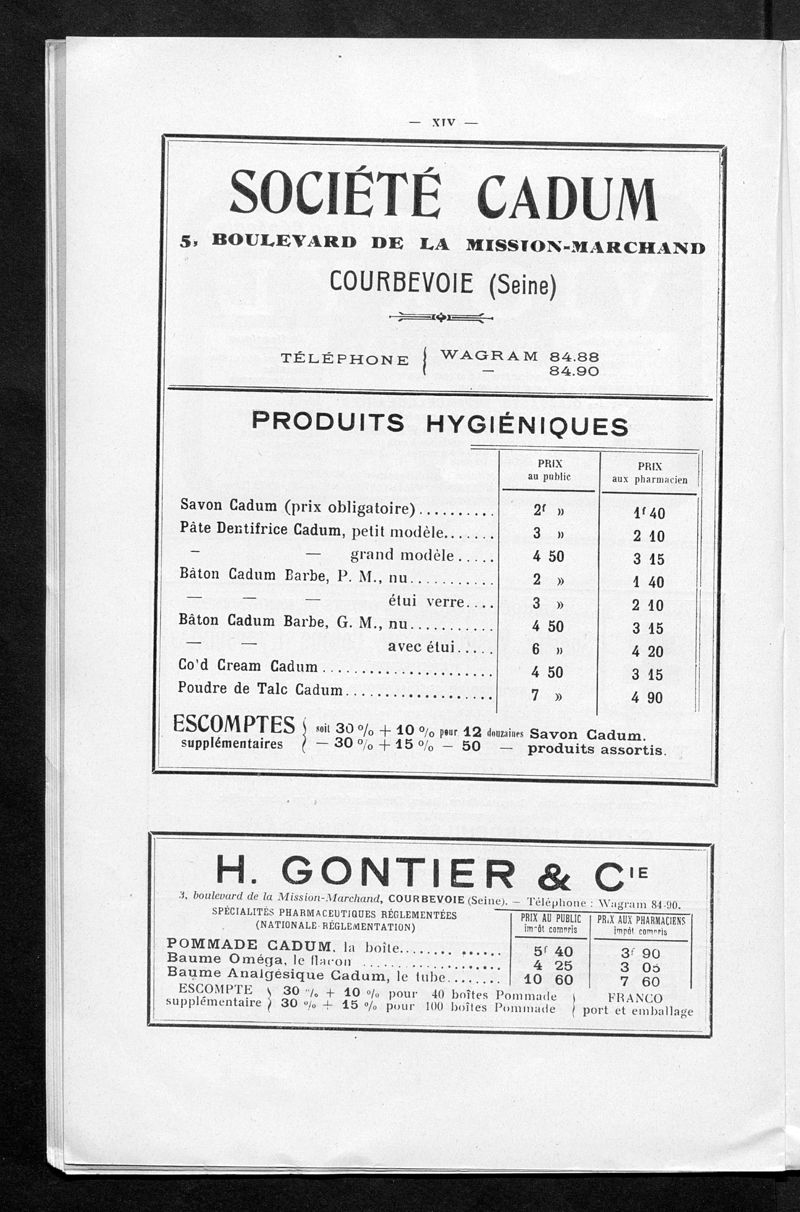 — XIV —
SOCIÉTÉ CADUM
5, BOULEVARD DE LA MISSION-MARCHAND
COURBEVOIE (Seine)
TÉLÉPHONE { WAGRAM 84.88
— 84.90
PRODUITS HYGIÉNIQUES
PRIX au public PRIX aux pharmacien
Savon Cadum (prix obligatoire).......... 2f » 1f 40
Pâte Dentifrice Cadum, petit modèle....... 3 » 2 10
— — grand modèle..... 4 50 3 15
Bâton Cadum Barbe, P. M., nu........... 2 » 1 40
— — — étui verre.... 3 » 2 10
Bâton Cadum Barbe, G. M., nu........... 4 50 3 15
— — avec étui..... 6 » 4 20
Co'd Cream Cadum..................... 4 50 3 15
Poudre de Talc Cadum.................. 7 » 4 90
ESCOMPTES { soit 30 % + 10 % pour 12 douzaines Savon Cadum.
supplémentaires { — 30 % + 15 % — 50 — produits assortis.
H. GONTIER & CIE
3, boulevard de la Mission-Marchand, COURBEVOIE (Seine). — Téléphone : Wagram 84-90.
SPÉCIALITÉS PHARMACEUTIQUES RÉGLEMENTÉES
(NATIONALE-RÉGLEMENTATION)
PRIX AU PUBLIC impôt compris PRIX AUX PHARMACIENS impôt compris
POMMADE CADUM, la boîte.............. 5f 40 3f 90
Baume Oméga, le flacon .................. 4 25 3 05
Baume Analgésique Cadum, le tube........ 10 60 7 60
ESCOMPTE { 30 % + 10 % pour 40 boîtes Pommade } FRANCO
supplémentaire { 30 % + 15 % pour 100 boîtes Pommade } port et emballage